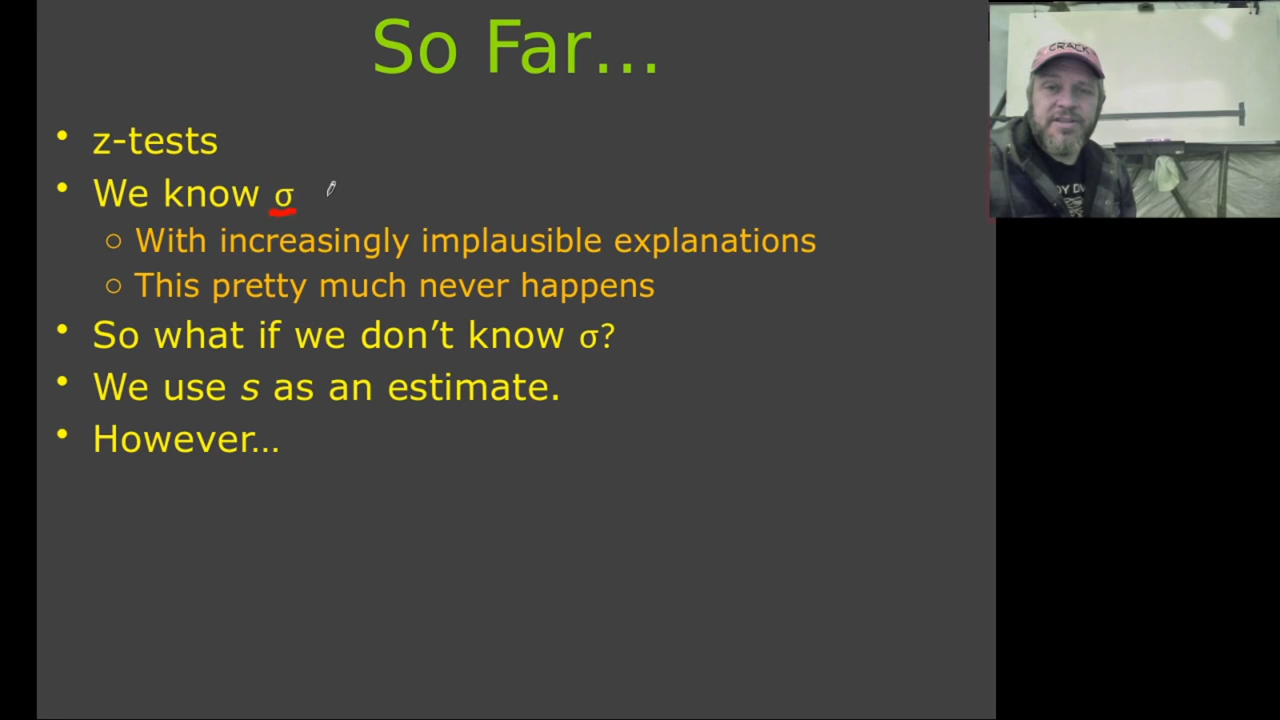 So Far...
• z-tests
• We know σ
○ With increasingly implausible explanations
○ This pretty much never happens
• So what if we don’t know σ?
• We use s as an estimate.
• However…
CRACK